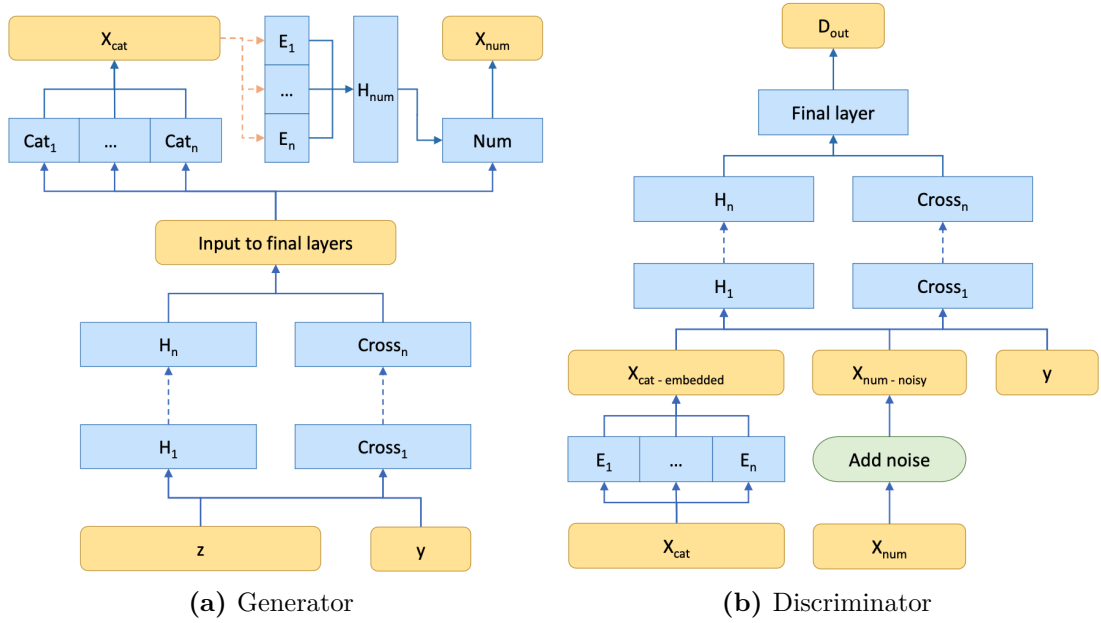 X_cat
E_1
...
E_n
H_num
X_num
Cat_1
...
Cat_n
Num
Input to final layers
H_n
Cross_n
H_1
Cross_1
z
y
(a) Generator
D_out
Final layer
H_n
Cross_n
H_1
Cross_1
X_cat - embedded
X_num - noisy
y
E_1
...
E_n
Add noise
X_cat
X_num
(b) Discriminator